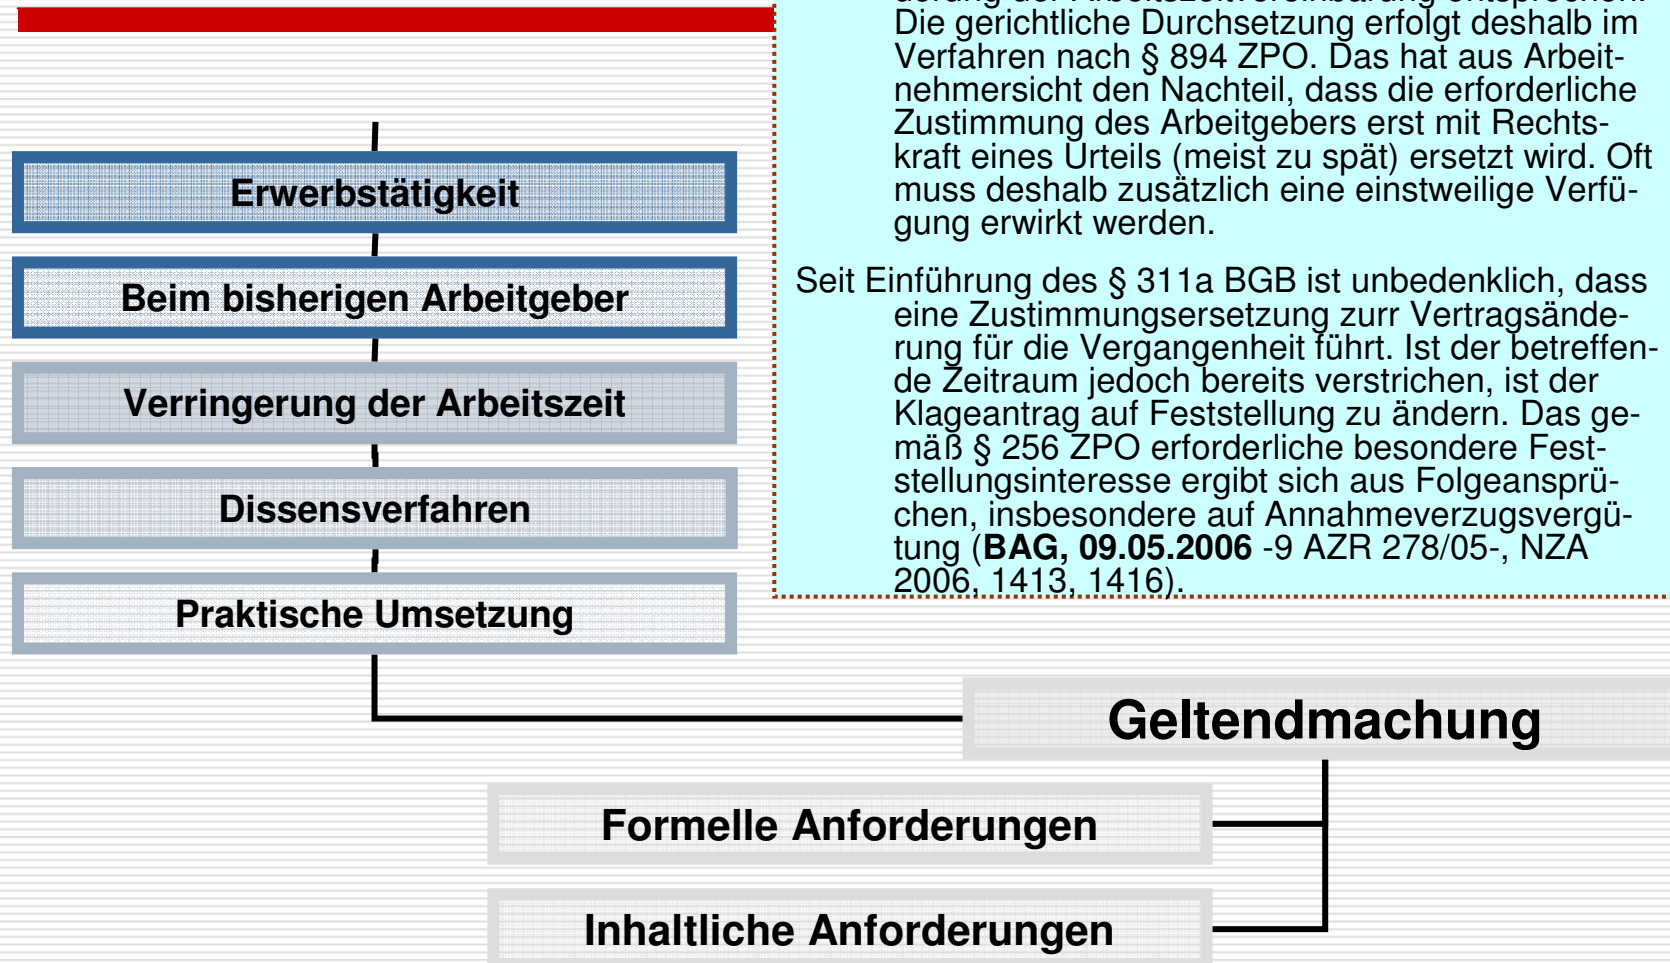 derung der Arbeitszeitvereinbarung entsprechen.
Die gerichtliche Durchsetzung erfolgt deshalb im
Verfahren nach § 894 ZPO. Das hat aus Arbeit-
nehmersicht den Nachteil, dass die erforderliche
Zustimmung des Arbeitgebers erst mit Rechts-
kraft eines Urteils (meist zu spät) ersetzt wird. Oft
muss deshalb zusätzlich eine einstweilige Verfü-
gung erwirkt werden.
Seit Einführung des § 311a BGB ist unbedenklich, dass
eine Zustimmungsersetzung zurr Vertragsände-
rung für die Vergangenheit führt. Ist der betreffen-
de Zeitraum jedoch bereits verstrichen, ist der
Klageantrag auf Feststellung zu ändern. Das ge-
mäß § 256 ZPO erforderliche besondere Fest-
stellungsinteresse ergibt sich aus Folgeansprü-
chen, insbesondere auf Annahmeverzugsvergü-
tung (BAG, 09.05.2006 -9 AZR 278/05-, NZA
2006, 1413, 1416).
Erwerbstätigkeit
Beim bisherigen Arbeitgeber
Verringerung der Arbeitszeit
Dissensverfahren
Praktische Umsetzung
Geltendmachung
Formelle Anforderungen
Inhaltliche Anforderungen